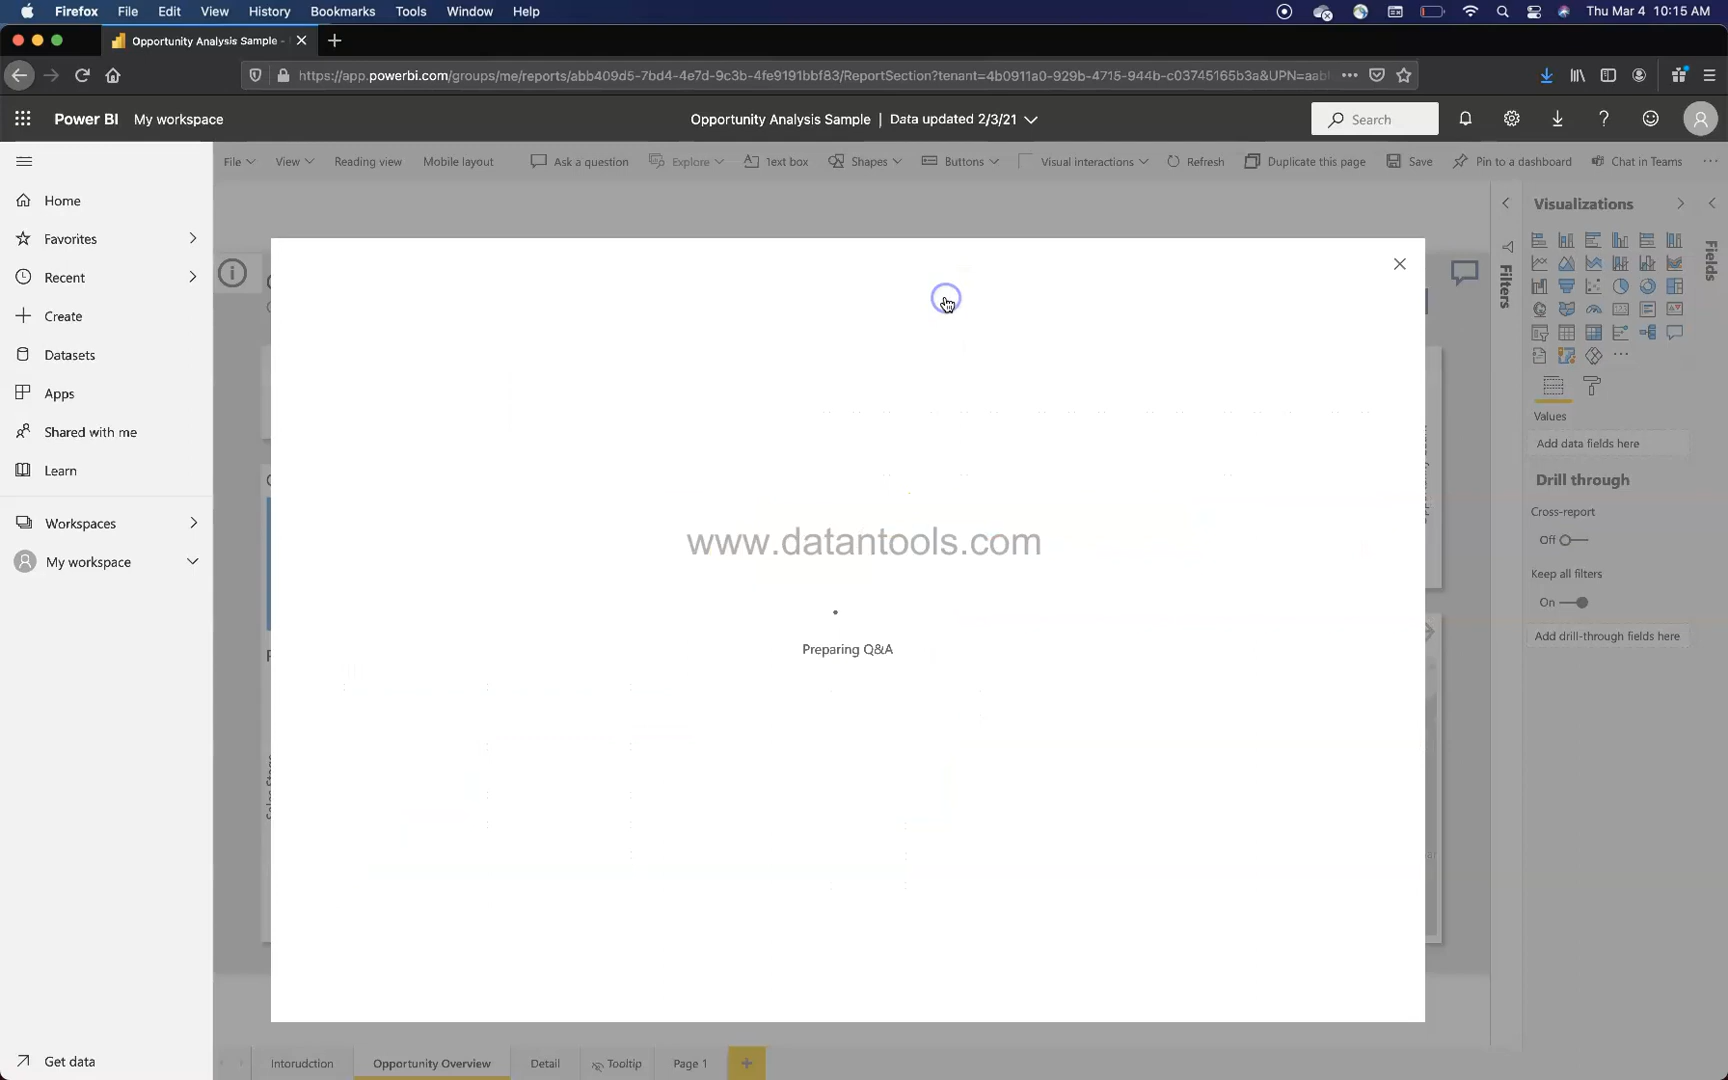 Firefox File Edit View History Bookmarks Tools Window Help Thu Mar 4 10:15 AM
Opportunity Analysis Sample -
https://app.powerbi.com/groups/me/reports/abb409d5-7bd4-4e7d-9c3b-4fe9191bbf83/ReportSection?tenant=4b0911a0-929b-4715-944b-c03745165b3a&UPN=aab
Power BI My workspace Opportunity Analysis Sample | Data updated 2/3/21 Search
File View Reading view Mobile layout Ask a question Explore Text box Shapes Buttons Visual interactions Refresh Duplicate this page Save Pin to a dashboard Chat in Teams
Home
Favorites
Recent
Create
Datasets
Apps
Shared with me
Learn
Workspaces
My workspace
Get data
www.datantools.com
Preparing Q&A
Sales Stage
Filters
Visualizations
Fields
Values
Add data fields here
Drill through
Cross-report
Off
Keep all filters
On
Add drill-through fields here
Intorudction Opportunity Overview Detail Tooltip Page 1